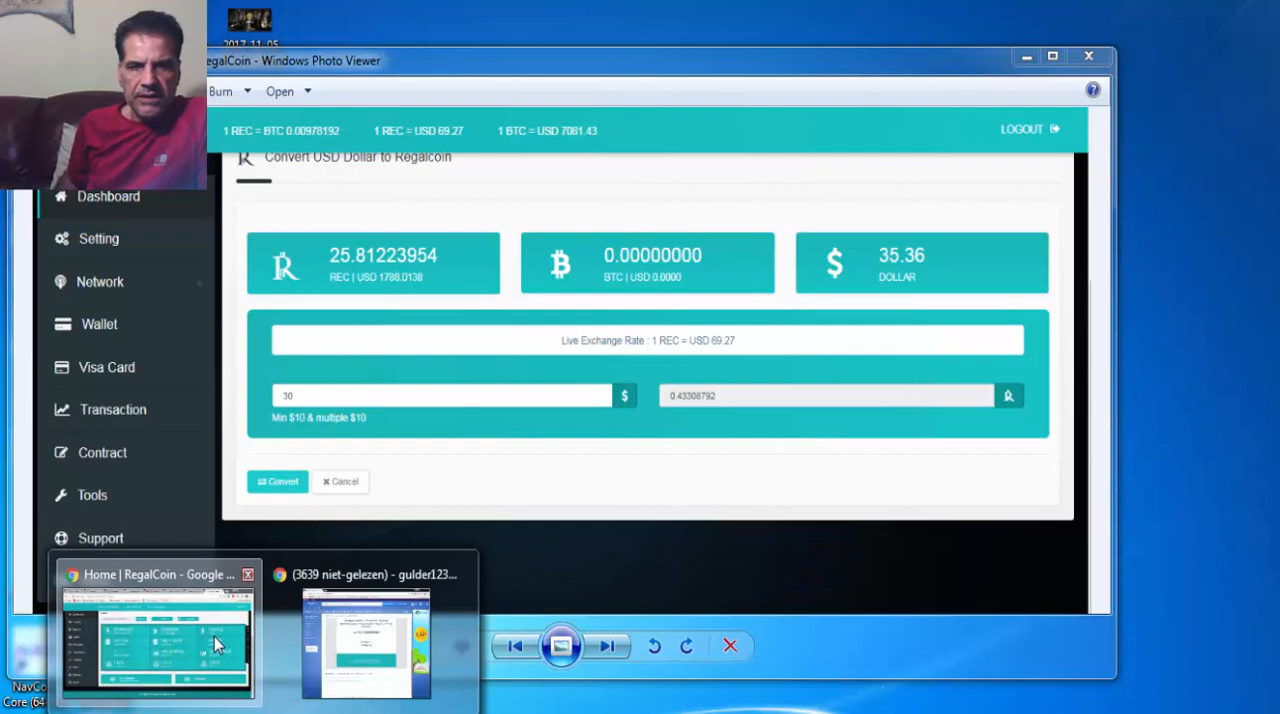 2017-11-05
egalCoin - Windows Photo Viewer
Burn
Open
1 REC = BTC 0.00978192
1 REC = USD 69.27
1 BTC = USD 7081.43
LOGOUT
Convert USD Dollar to Regalcoin
Dashboard
Setting
Network
Wallet
Visa Card
Transaction
Contract
Tools
Support
25.81223954
REC | USD 1788.0138
0.00000000
BTC | USD 0.0000
35.36
DOLLAR
Live Exchange Rate : 1 REC = USD 69.27
30
$
0.43308792
Min $10 & multiple $10
Convert
Cancel
Home | RegalCoin - Google ...
(3639 niet-gelezen) - gulder123...
NavCo
Core (64